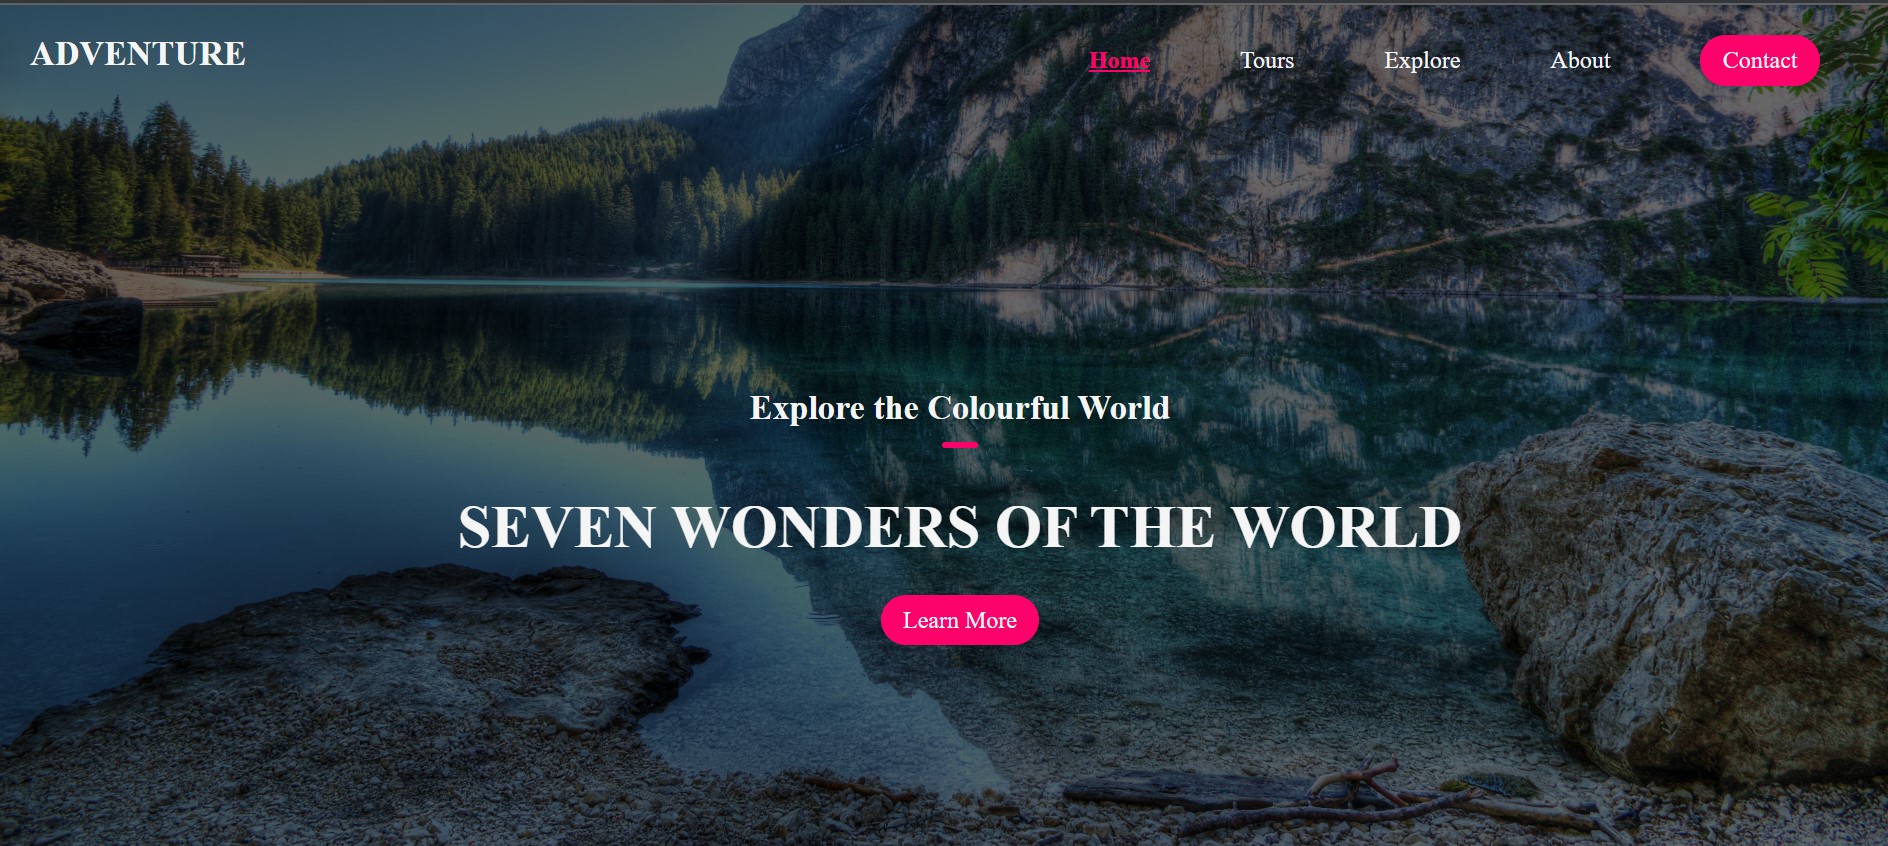 ADVENTURE
Home Tours Explore About Contact
Explore the Colourful World
SEVEN WONDERS OF THE WORLD
Learn More